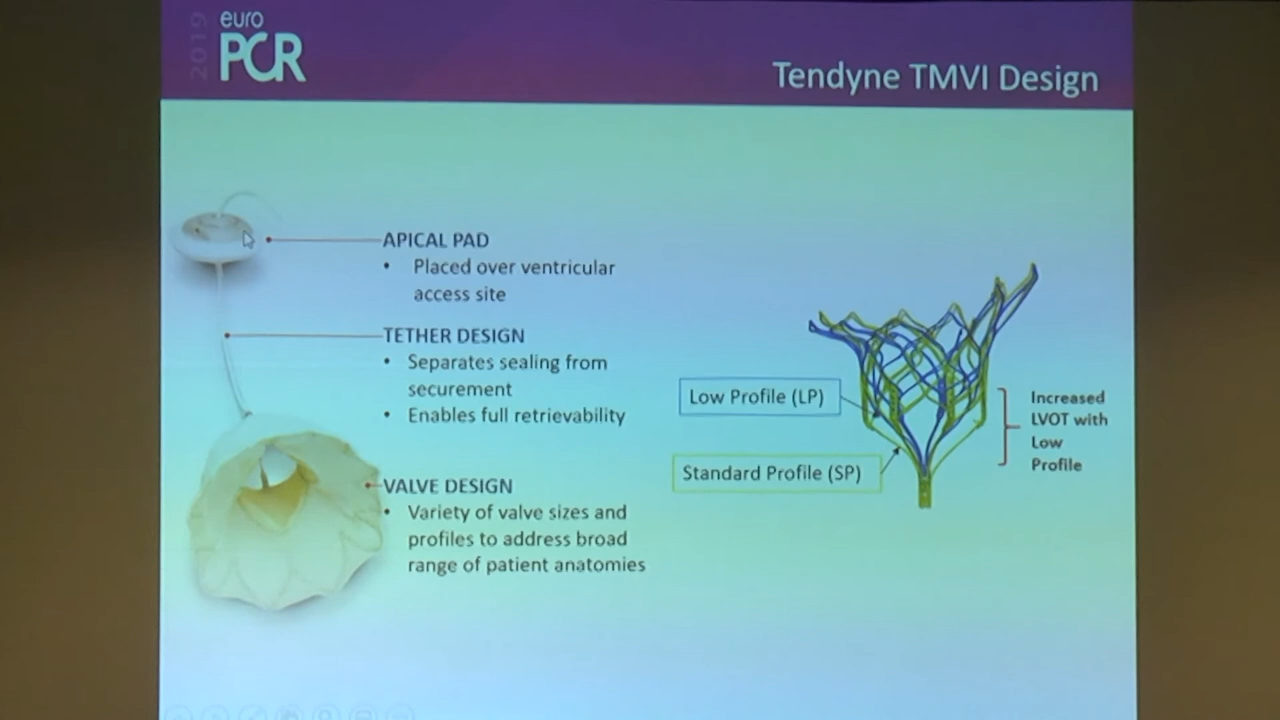 2019
euro
PCR
Tendyne TMVI Design
APICAL PAD
• Placed over ventricular
access site
TETHER DESIGN
• Separates sealing from
securement
• Enables full retrievability
VALVE DESIGN
• Variety of valve sizes and
profiles to address broad
range of patient anatomies
Low Profile (LP)
Standard Profile (SP)
Increased
LVOT with
Low
Profile